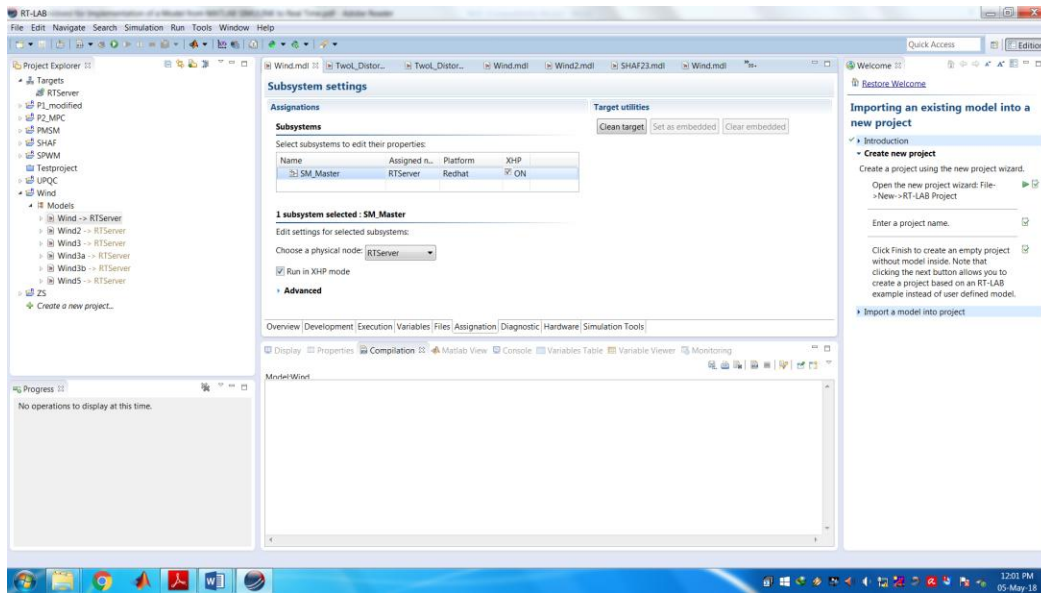 RT-LAB
File Edit Navigate Search Simulation Run Tools Window Help
Quick Access
Edition
Project Explorer
Targets
RTServer
P1_modified
P2_MPC
PMSM
SHAF
SPWM
Testproject
UPQC
Wind
Models
Wind -> RTServer
Wind2 -> RTServer
Wind3a -> RTServer
Wind3b -> RTServer
Wind5 -> RTServer
ZS
Create a new project...
Progress
No operations to display at this time.
Wind.mdl TwoL_Distor... TwoL_Distor... Wind.mdl Wind2.mdl SHAF23.mdl Wind.mdl
Subsystem settings
Assignations
Subsystems
Select subsystems to edit their properties:
Name Assigned n... Platform XHP
SM_Master RTServer Redhat ON
1 subsystem selected : SM_Master
Edit settings for selected subsystems:
Choose a physical node: RTServer
Run in XHP mode
Advanced
Target utilities
Clean target Set as embedded Clear embedded
Overview Development Execution Variables Files Assignation Diagnostic Hardware Simulation Tools
Display Properties Compilation Matlab View Console Variables Table Variable Viewer Monitoring
Model:Wind
Welcome
Restore Welcome
Importing an existing model into a
new project
Introduction
Create new project
Create a project using the new project wizard.
Open the new project wizard: File-
>New->RT-LAB Project
Enter a project name.
Click Finish to create an empty project
without model inside. Note that
clicking the next button allows you to
create a project based on an RT-LAB
example instead of user defined model.
Import a model into project
12:01 PM
05-May-18